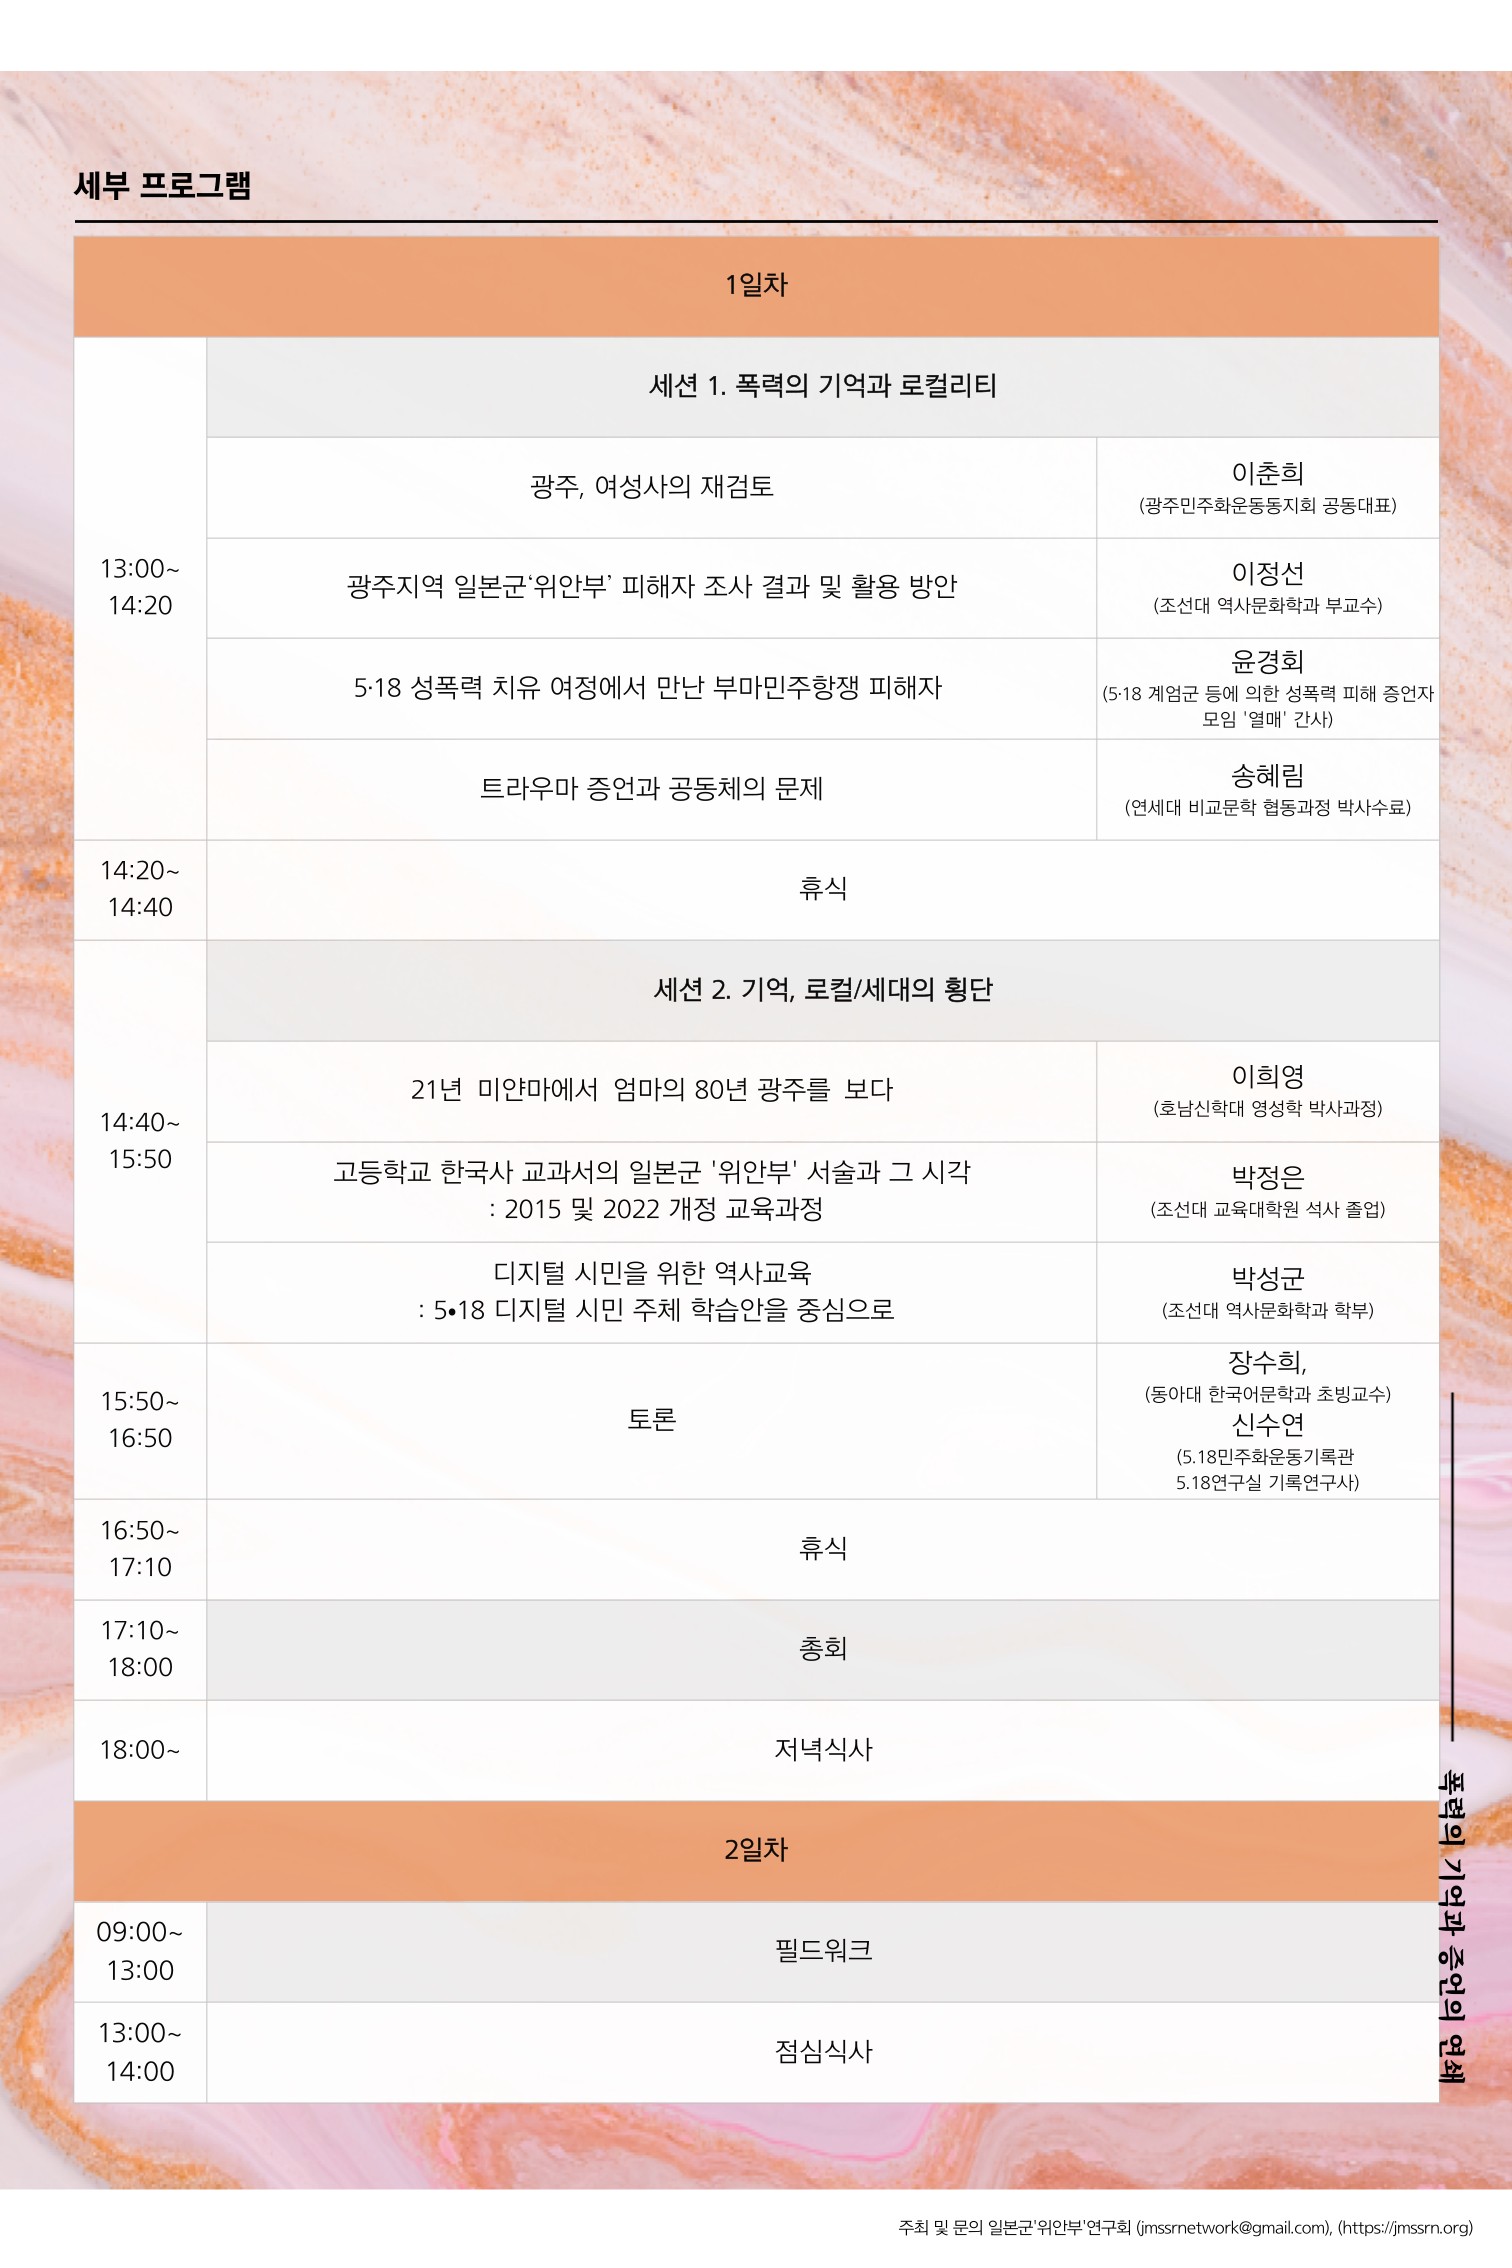 세부 프로그램
1일차
13:00~
14:20
세션 1. 폭력의 기억과 로컬리티
광주, 여성사의 재검토
이춘희
(광주민주화운동동지회 공동대표)
광주지역 일본군‘위안부’ 피해자 조사 결과 및 활용 방안
이정선
(조선대 역사문화학과 부교수)
5·18 성폭력 치유 여정에서 만난 부마민주항쟁 피해자
윤경회
(5·18 계엄군 등에 의한 성폭력 피해 증언자
모임 '열매' 간사)
트라우마 증언과 공동체의 문제
송혜림
(연세대 비교문학 협동과정 박사수료)
14:20~
14:40
휴식
14:40~
15:50
세션 2. 기억, 로컬/세대의 횡단
21년 미얀마에서 엄마의 80년 광주를 보다
이희영
(호남신학대 영성학 박사과정)
고등학교 한국사 교과서의 일본군 '위안부' 서술과 그 시각
: 2015 및 2022 개정 교육과정
박정은
(조선대 교육대학원 석사 졸업)
디지털 시민을 위한 역사교육
: 5•18 디지털 시민 주체 학습안을 중심으로
박성군
(조선대 역사문화학과 학부)
15:50~
16:50
토론
장수희,
(동아대 한국어문학과 초빙교수)
신수연
(5.18민주화운동기록관
5.18연구실 기록연구사)
16:50~
17:10
휴식
17:10~
18:00
총회
18:00~
저녁식사
2일차
09:00~
13:00
필드워크
13:00~
14:00
점심식사
폭력의 기억과 증언의 연쇄
주최 및 문의 일본군'위안부'연구회 (jmssrnetwork@gmail.com), (https://jmssrn.org)